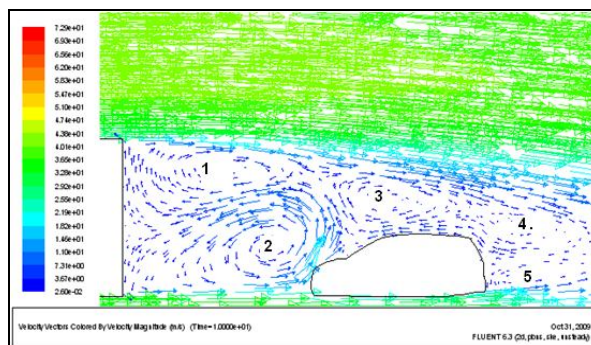 7.29e+01
6.93e+01
6.56e+01
6.20e+01
5.83e+01
5.47e+01
5.10e+01
4.74e+01
4.38e+01
4.01e+01
3.65e+01
3.28e+01
2.92e+01
2.55e+01
2.19e+01
1.82e+01
1.46e+01
1.10e+01
7.31e+00
3.67e+00
2.60e-02
1
2
3
4.
5
Velocity Vectors Colored By Velocity Magnitude (m/s) (Time=1.0000e+01)
Oct 31, 2009
FLUENT 6.3 (2d, pbns, ske, unsteady)